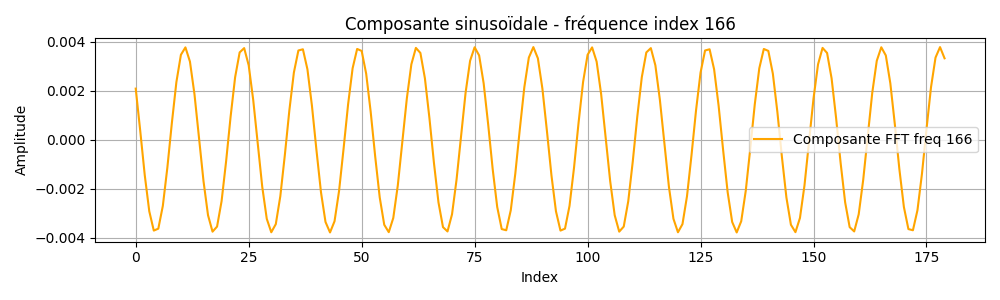 Composante sinusoïdale - fréquence index 166
Amplitude
0.004
0.002
0.000
−0.002
−0.004
Composante FFT freq 166
0 25 50 75 100 125 150 175
Index